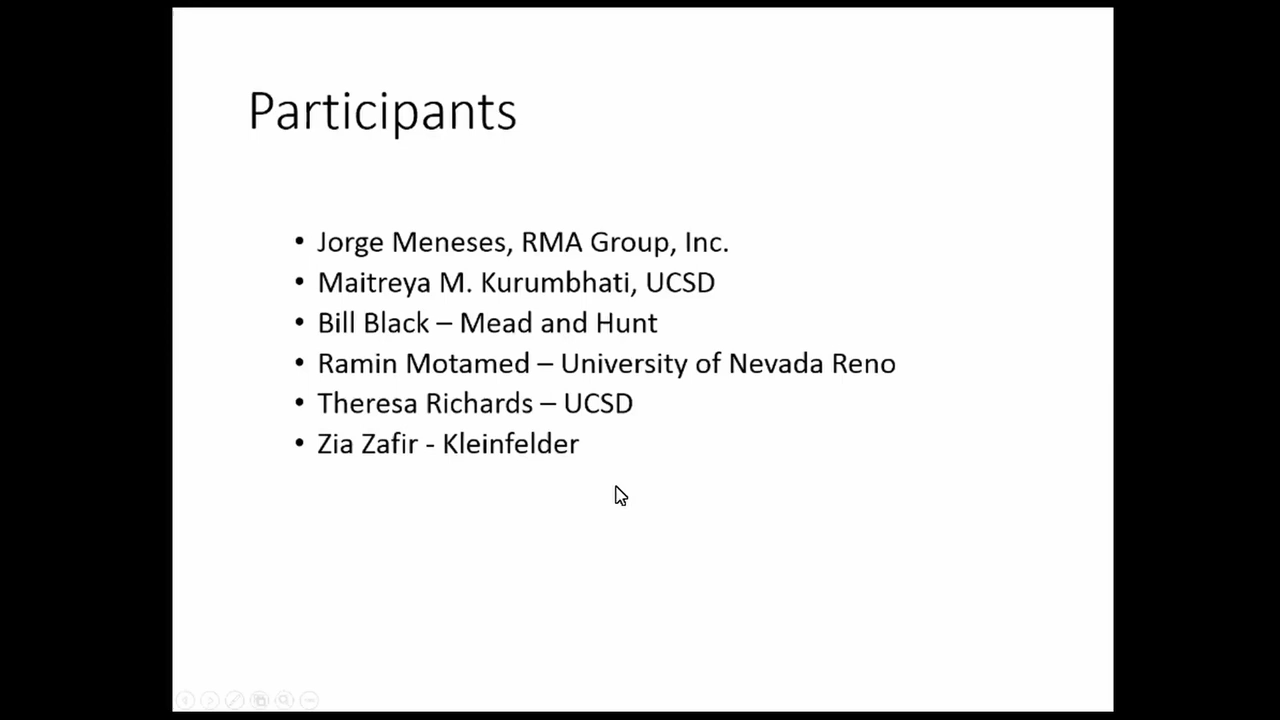 Participants
• Jorge Meneses, RMA Group, Inc.
• Maitreya M. Kurumbhati, UCSD
• Bill Black – Mead and Hunt
• Ramin Motamed – University of Nevada Reno
• Theresa Richards – UCSD
• Zia Zafir - Kleinfelder